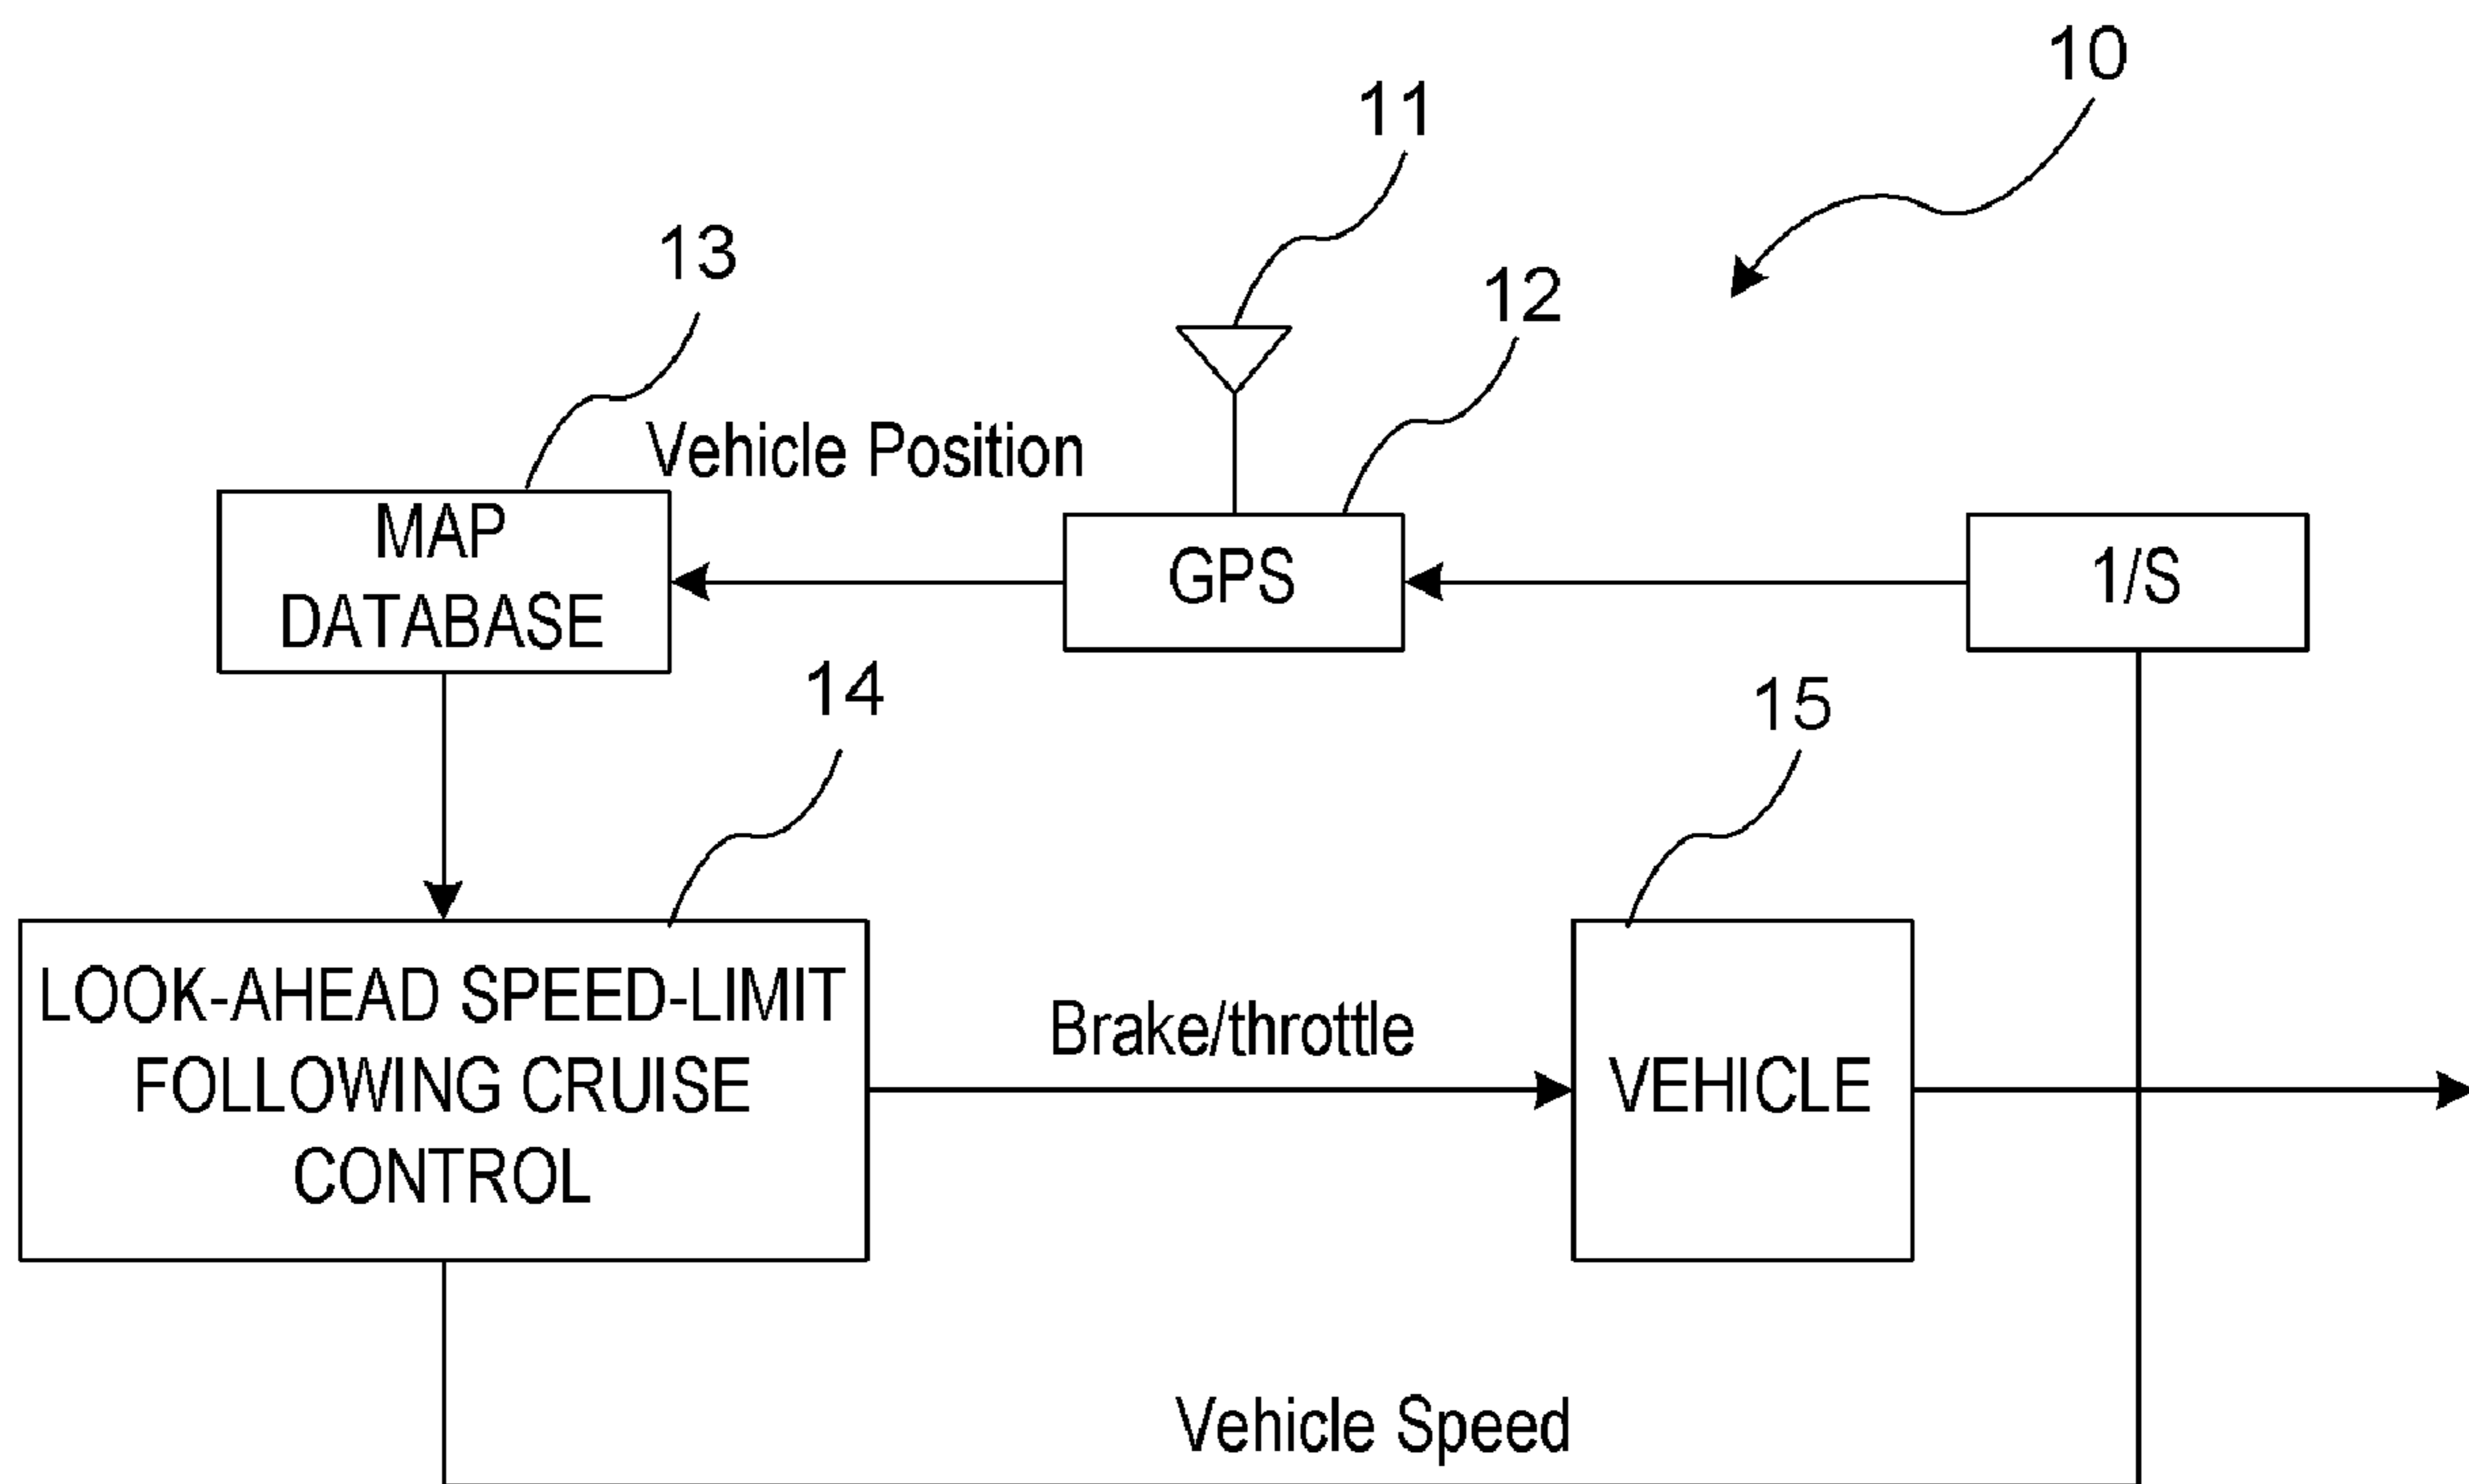 10
11
13
12
Vehicle Position
MAP
DATABASE
GPS
1/S
14
15
LOOK-AHEAD SPEED-LIMIT
FOLLOWING CRUISE
CONTROL
Brake/throttle
VEHICLE
Vehicle Speed